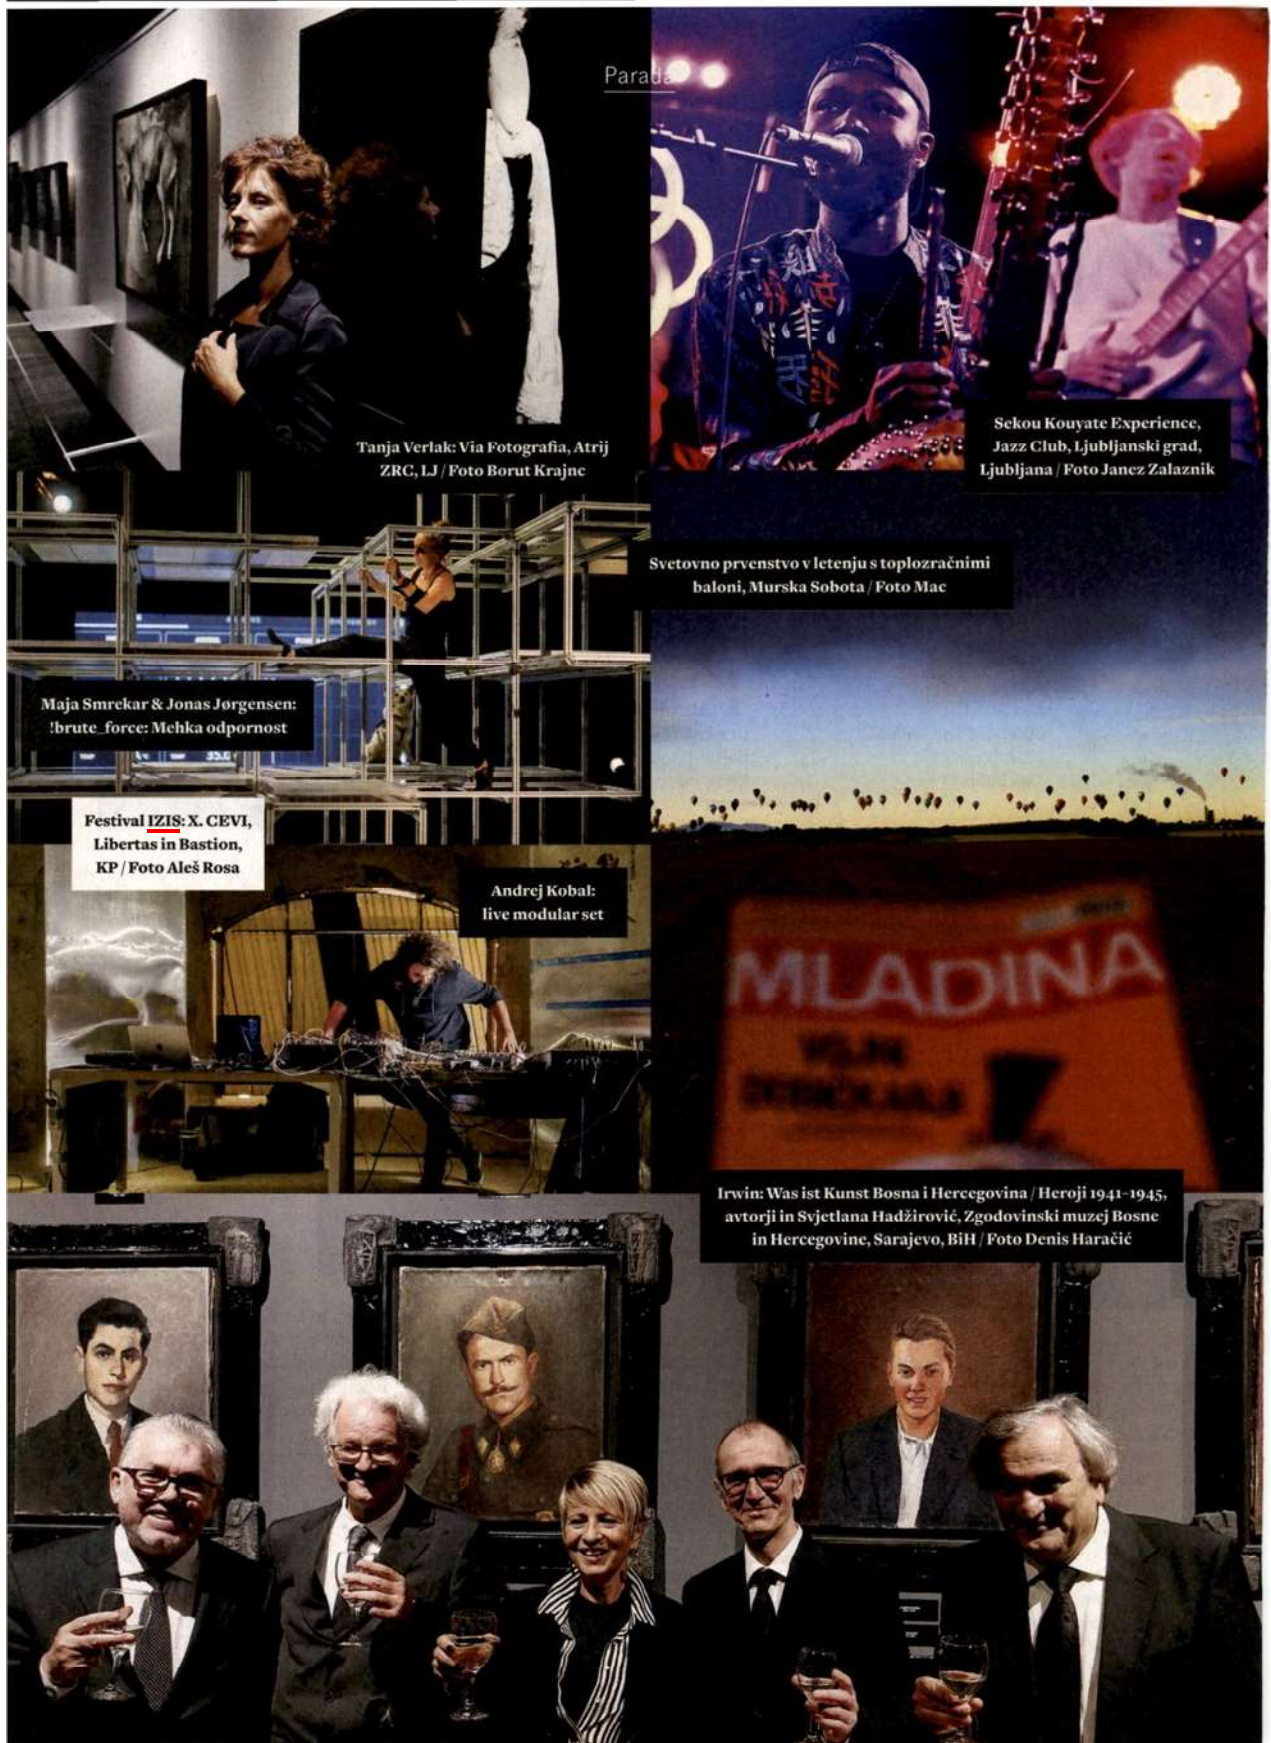 Parada
Tanja Verlak: Via Fotografia, Atrij
ZRC, LJ / Foto Borut Krajnc
Sekou Kouyate Experience,
Jazz Club, Ljubljanski grad,
Ljubljana / Foto Janez Zalaznik
Svetovno prvenstvo v letenju s toplozračnimi
baloni, Murska Sobota / Foto Mac
Maja Smrekar & Jonas Jørgensen:
!brute_force: Mehka odpornost
Festival IZIS: X. CEVI,
Libertas in Bastion,
KP / Foto Aleš Rosa
Andrej Kobal:
live modular set
MLADINA
Irwin: Was ist Kunst Bosna i Hercegovina / Heroji 1941–1945,
avtorji in Svjetlana Hadžirović, Zgodovinski muzej Bosne
in Hercegovine, Sarajevo, BiH / Foto Denis Haračić